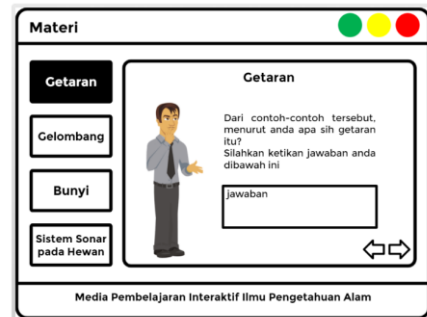 Materi
Getaran
Gelombang
Bunyi
Sistem Sonar
pada Hewan
Getaran
Dari contoh-contoh tersebut,
menurut anda apa sih getaran
itu?
Silahkan ketikan jawaban anda
dibawah ini
jawaban
Media Pembelajaran Interaktif Ilmu Pengetahuan Alam